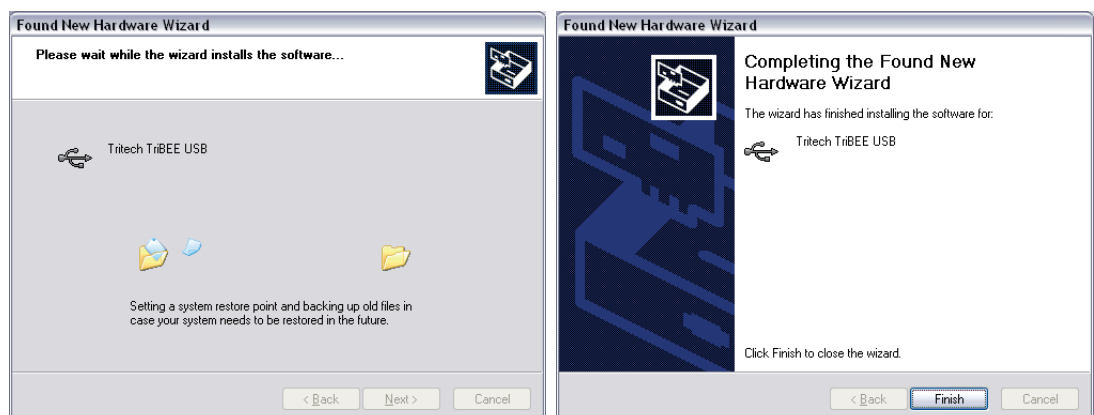 Found New Hardware Wizard
Please wait while the wizard installs the software...
Tritech TriBEE USB
Setting a system restore point and backing up old files in
case your system needs to be restored in the future.
< Back
Next >
Cancel
Found New Hardware Wizard
Completing the Found New
Hardware Wizard
The wizard has finished installing the software for:
Tritech TriBEE USB
Click Finish to close the wizard.
< Back
Finish
Cancel